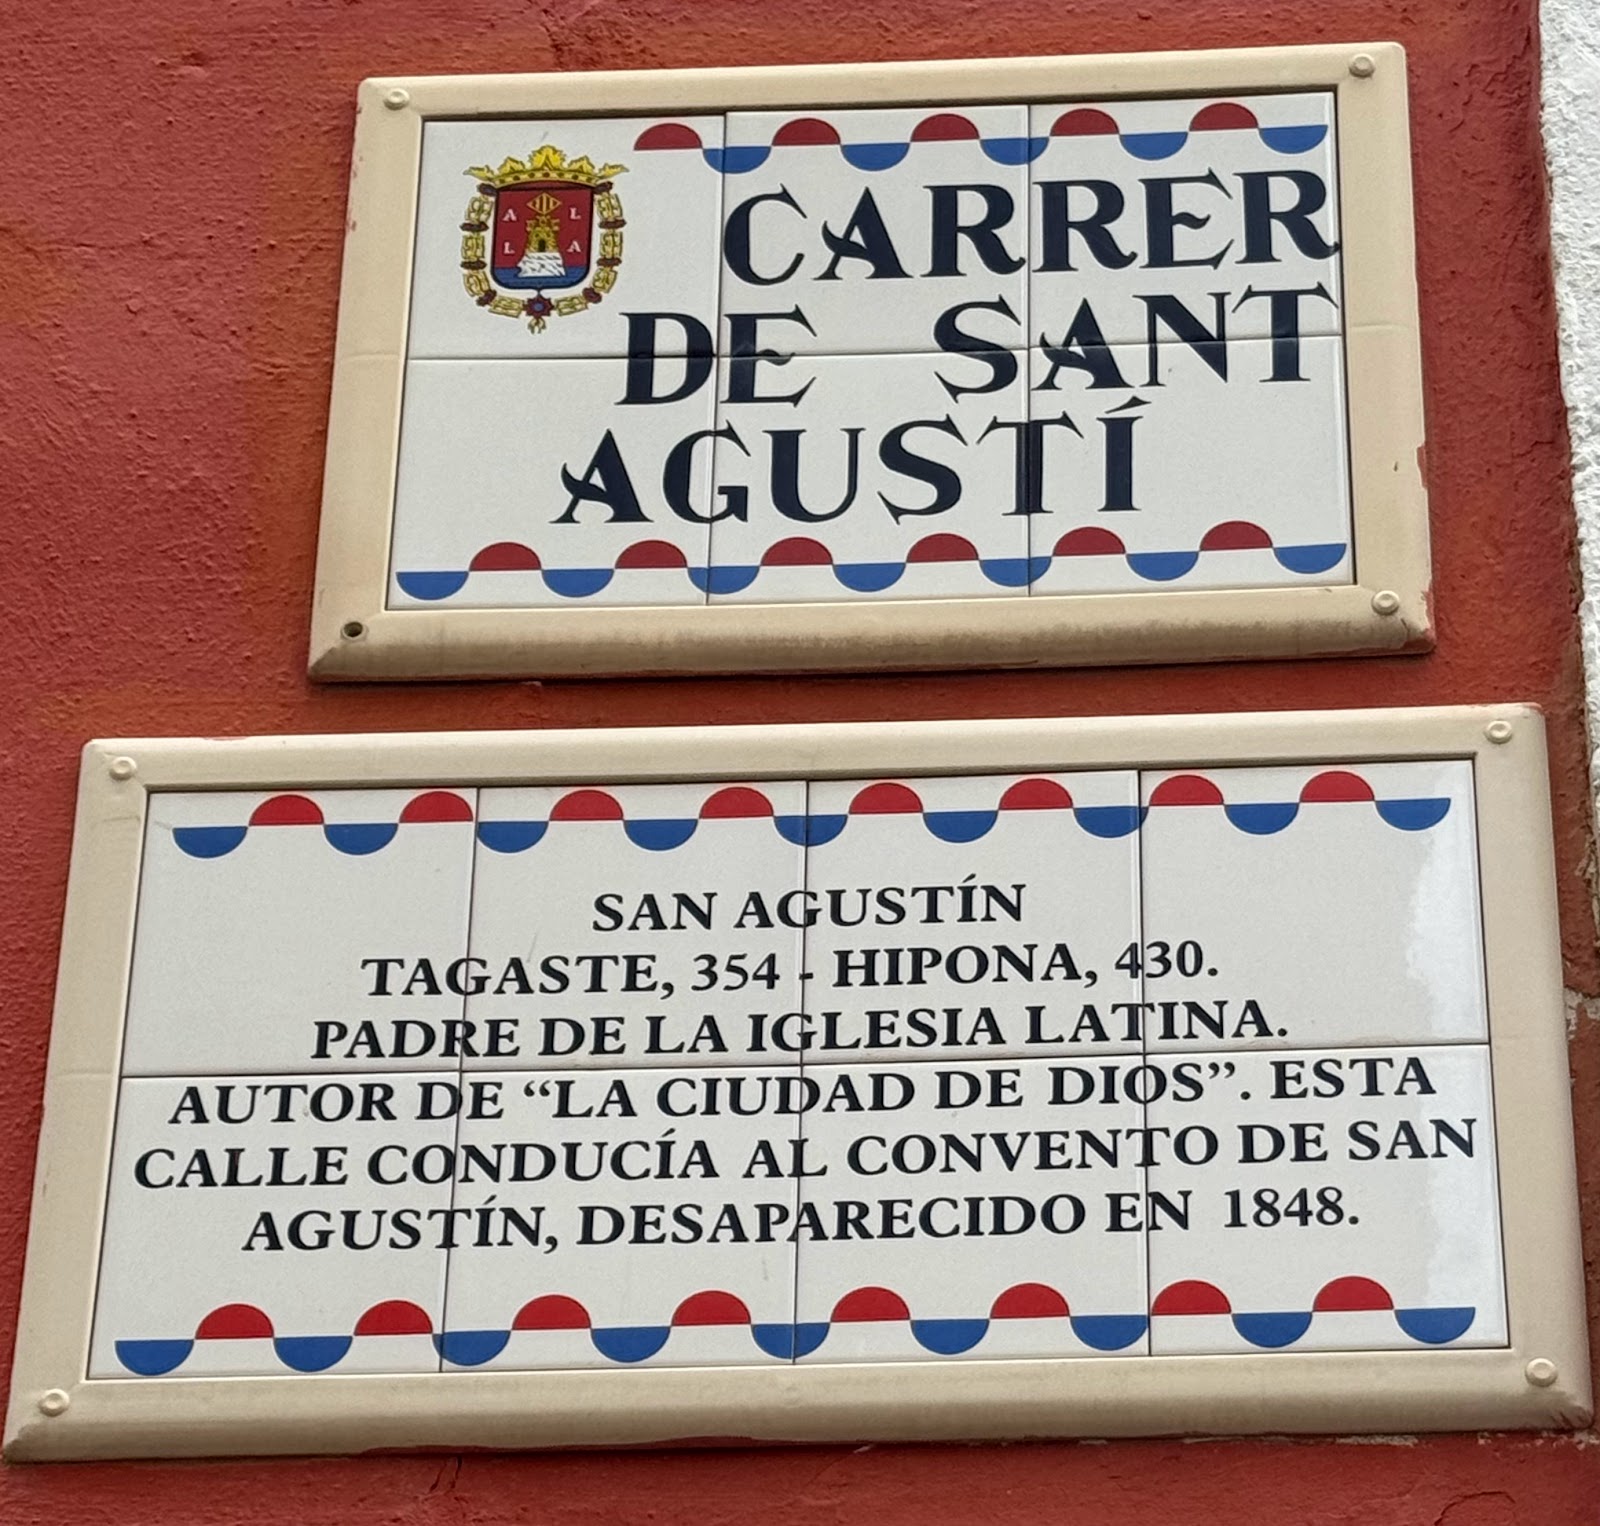 A L
L A
CARRER
DE SANT
AGUSTÍ
SAN AGUSTÍN
TAGASTE, 354 - HIPONA, 430.
PADRE DE LA IGLESIA LATINA.
AUTOR DE “LA CIUDAD DE DIOS”. ESTA
CALLE CONDUCÍA AL CONVENTO DE SAN
AGUSTÍN, DESAPARECIDO EN 1848.